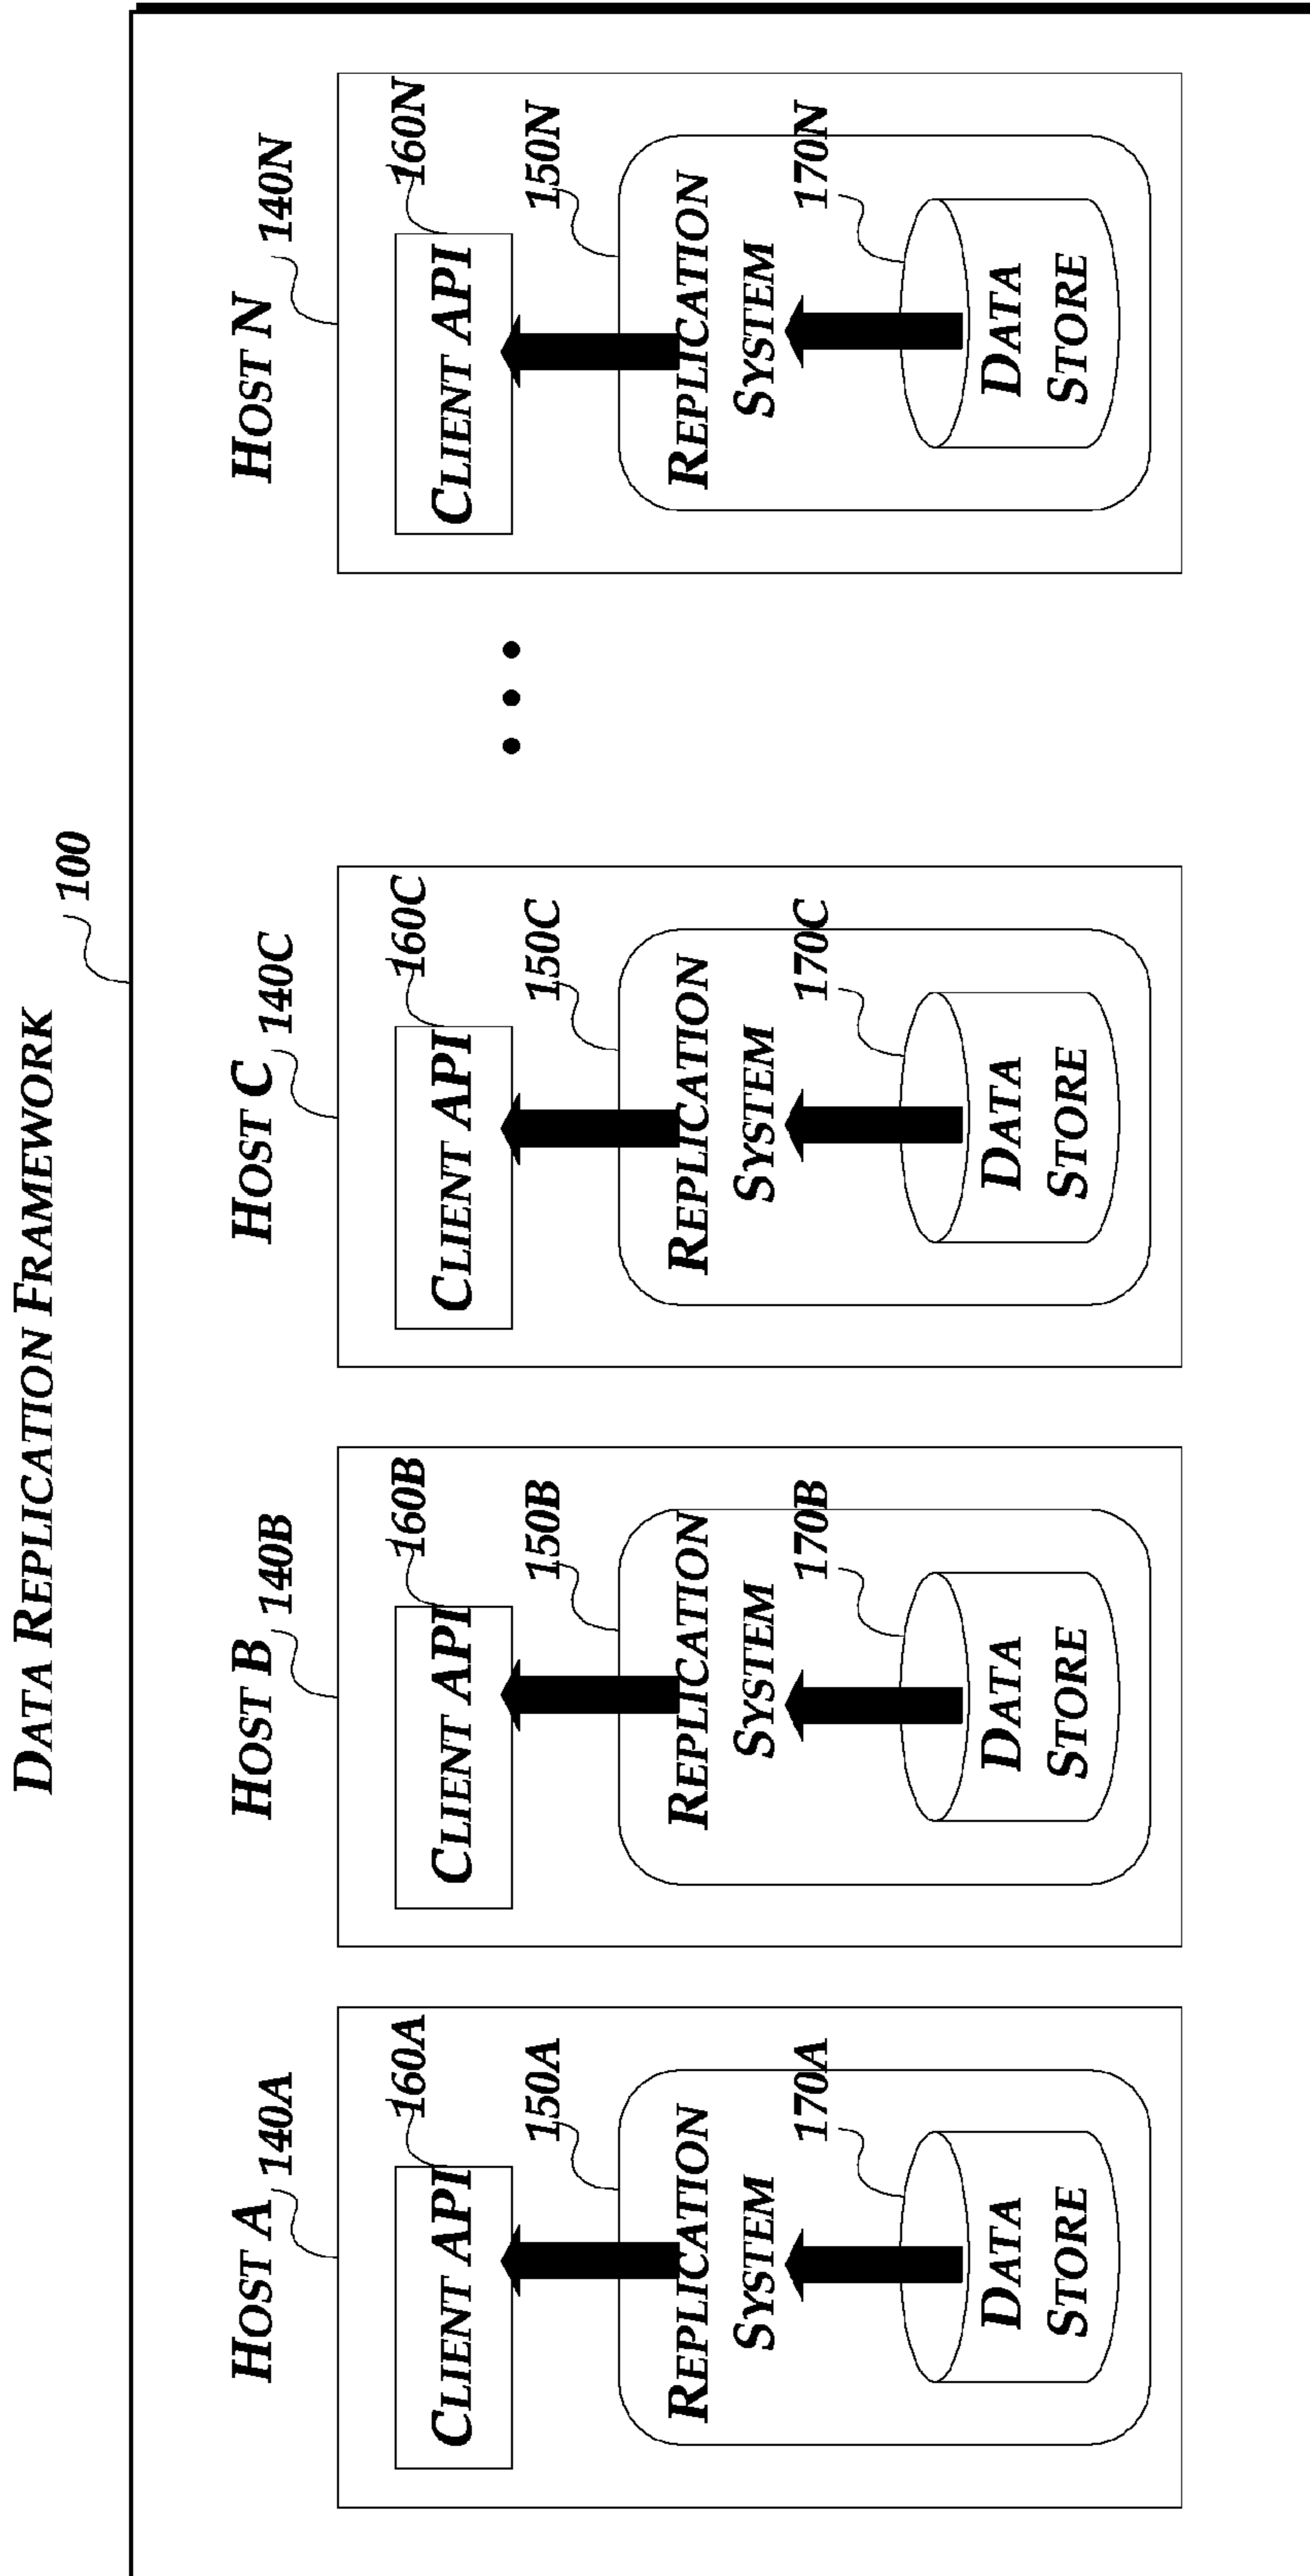 DATA REPLICATION FRAMEWORK
100
HOST A
140A
CLIENT API
160A
150A
REPLICATION
SYSTEM
170A
DATA
STORE
HOST B
140B
CLIENT API
160B
150B
REPLICATION
SYSTEM
170B
DATA
STORE
HOST C
140C
CLIENT API
160C
150C
REPLICATION
SYSTEM
170C
DATA
STORE
HOST N
140N
CLIENT API
160N
150N
REPLICATION
SYSTEM
170N
DATA
STORE